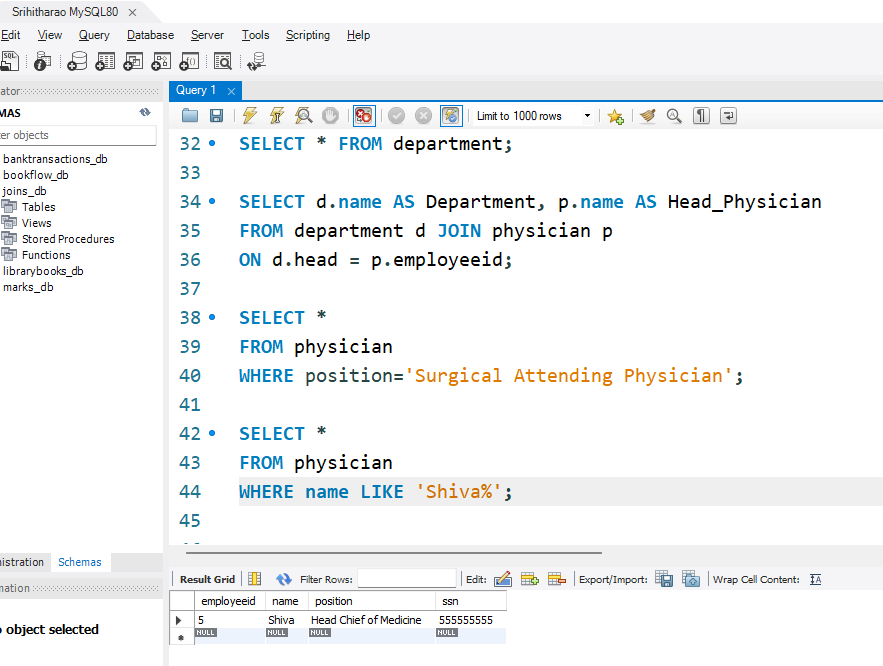 Srihitharao MySQL80
Edit View Query Database Server Tools Scripting Help
ator
Query 1
MAS
er objects
Limit to 1000 rows
banktransactions_db
bookflow_db
joins_db
Tables
Views
Stored Procedures
Functions
librarybooks_db
marks_db
32 SELECT * FROM department;
33
34 SELECT d.name AS Department, p.name AS Head_Physician
35 FROM department d JOIN physician p
36 ON d.head = p.employeeid;
37
38 SELECT *
39 FROM physician
40 WHERE position='Surgical Attending Physician';
41
42 SELECT *
43 FROM physician
44 WHERE name LIKE 'Shiva%';
45
nistration Schemas
mation
o object selected
Result Grid Filter Rows: Edit: Export/Import: Wrap Cell Content:
employeeid name position ssn
5 Shiva Head Chief of Medicine 555555555
NULL NULL NULL NULL